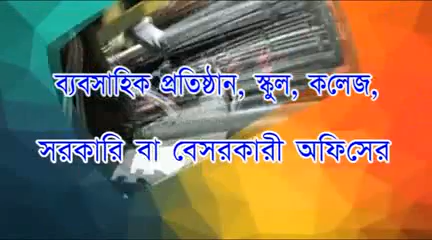 ব্যবসাহিক প্রতিষ্ঠান, স্কুল, কলেজ,
সরকারি বা বেসরকারী অফিসের